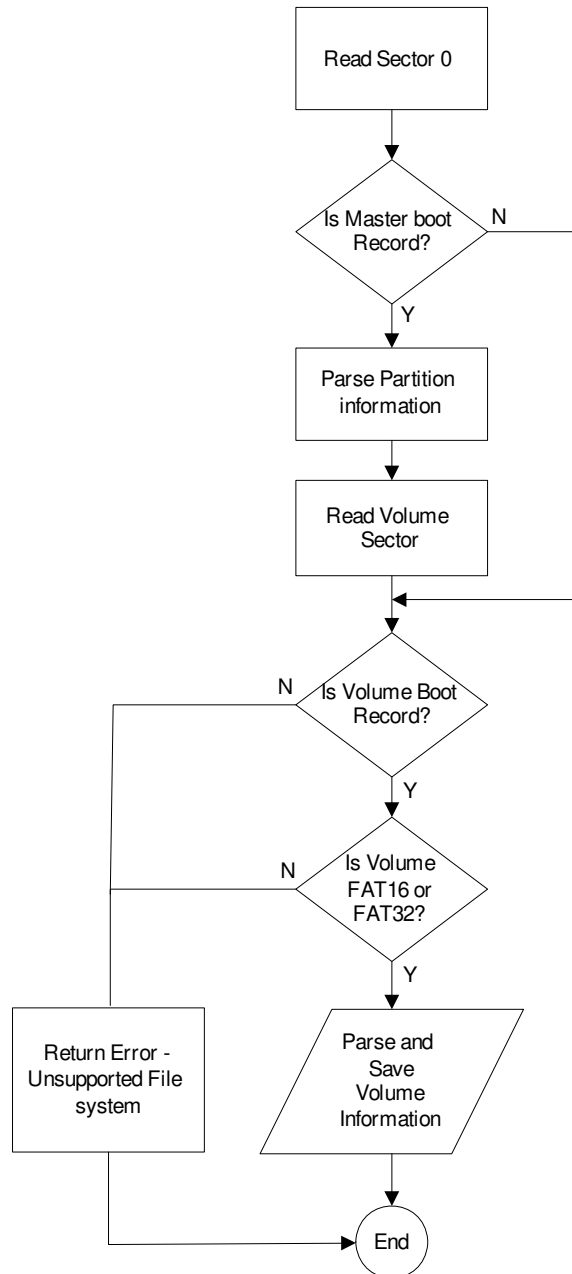 Read Sector 0
Is Master boot
Record?
N
Y
Parse Partition
information
Read Volume
Sector
N
Is Volume Boot
Record?
Y
N
Is Volume
FAT16 or
FAT32?
Y
Return Error -
Unsupported File
system
Parse and
Save
Volume
Information
End